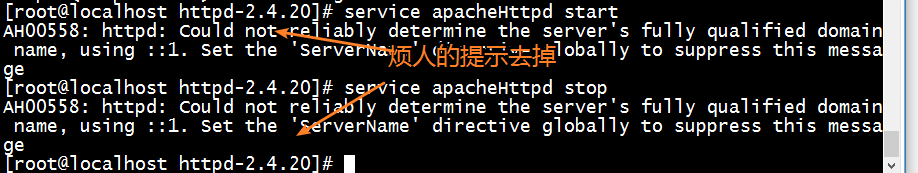 [root@localhost httpd-2.4.20]# service apacheHttpd start
AH00558: httpd: Could not reliably determine the server's fully qualified domain
 name, using ::1. Set the 'ServerName' directive globally to suppress this messa
ge
烦人的提示去掉
[root@localhost httpd-2.4.20]# service apacheHttpd stop
AH00558: httpd: Could not reliably determine the server's fully qualified domain
 name, using ::1. Set the 'ServerName' directive globally to suppress this messa
ge
[root@localhost httpd-2.4.20]#